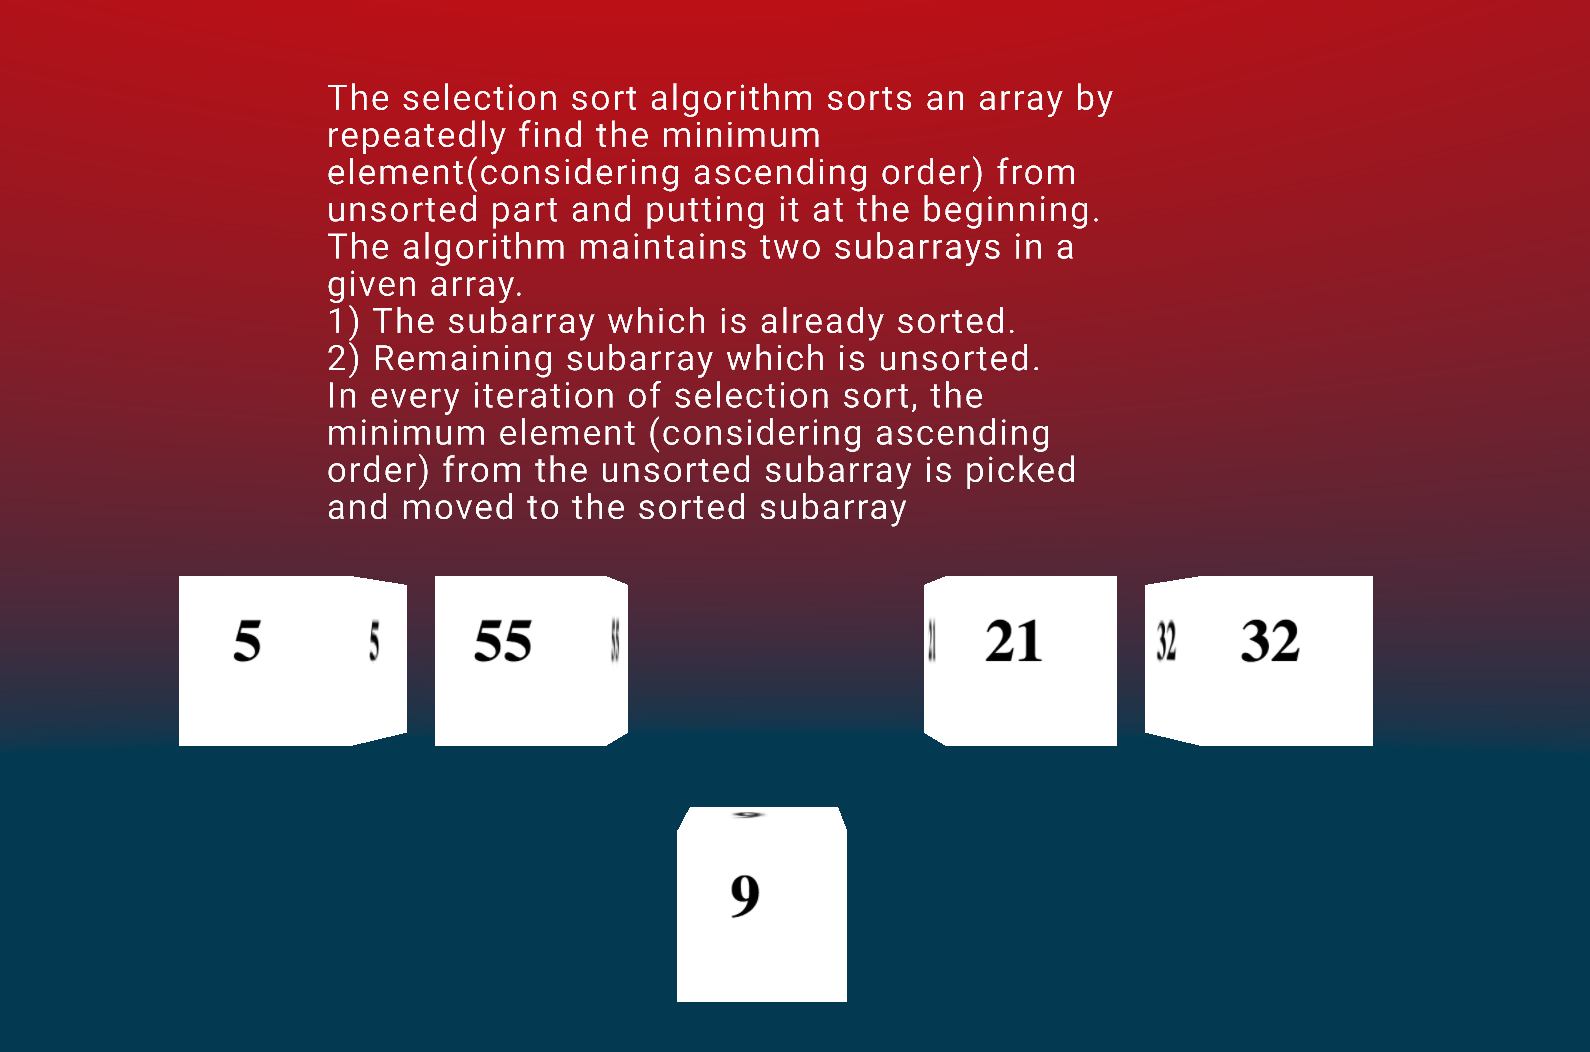 The selection sort algorithm sorts an array by
repeatedly find the minimum
element(considering ascending order) from
unsorted part and putting it at the beginning.
The algorithm maintains two subarrays in a
given array.
1) The subarray which is already sorted.
2) Remaining subarray which is unsorted.
In every iteration of selection sort, the
minimum element (considering ascending
order) from the unsorted subarray is picked
and moved to the sorted subarray
5 5 55 55 21 21 32 32
9
9